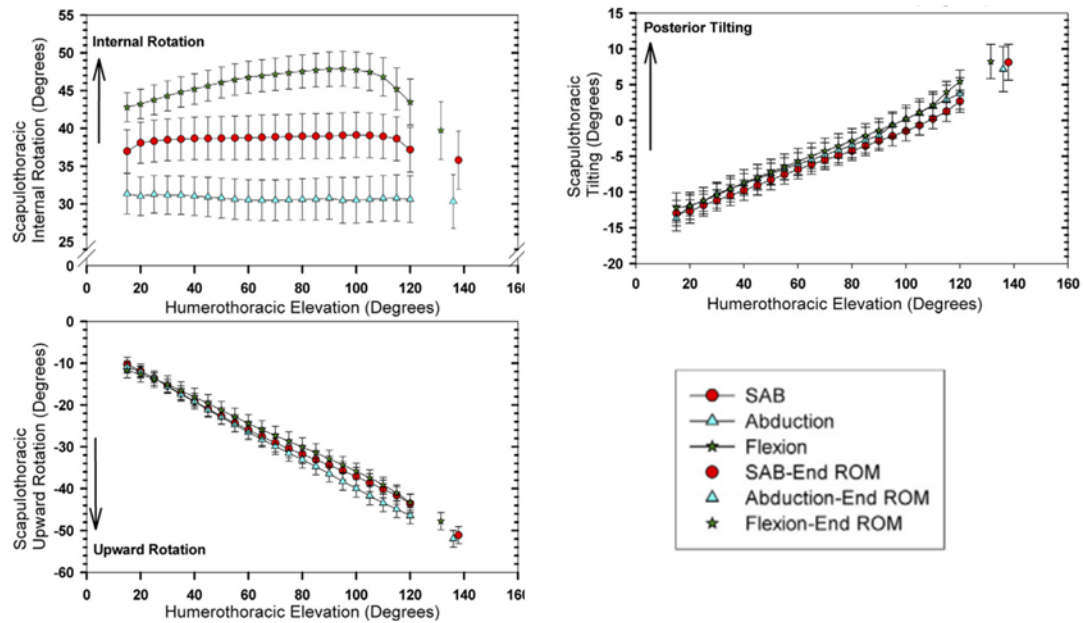 Internal Rotation
Scapulothoracic
Internal Rotation (Degrees)
55
50
45
40
35
30
25
0
0 20 40 60 80 100 120 140 160
Humerothoracic Elevation (Degrees)
Posterior Tilting
Scapulothoracic
Tilting (Degrees)
15
10
5
0
-5
-10
-15
-20
0 20 40 60 80 100 120 140 160
Humerothoracic Elevation (Degrees)
Scapulothoracic
Upward Rotation (Degrees)
0
-10
-20
-30
-40
-50
-60
Upward Rotation
0 20 40 60 80 100 120 140 160
Humerothoracic Elevation (Degrees)
SAB
Abduction
Flexion
SAB-End ROM
Abduction-End ROM
Flexion-End ROM